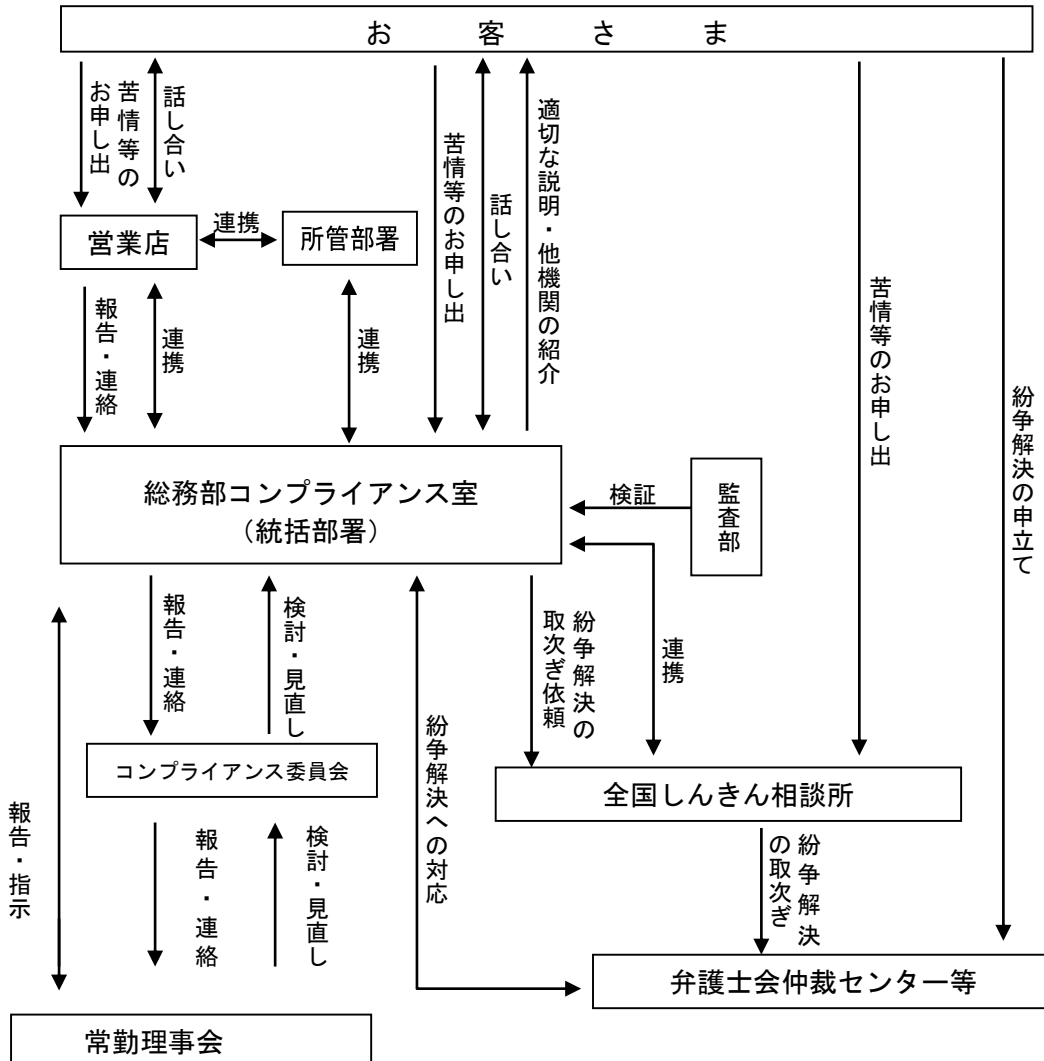 お客さま
苦情等の
お申し出
話し合い
苦情等のお申し出
話し合い
適切な説明・他機関の紹介
苦情等のお申し出
紛争解決の申立て
営業店
連携
所管部署
報告・連絡
連携
連携
総務部コンプライアンス室
（統括部署）
検証
監査部
報告・連絡
検討・見直し
紛争解決の
取次ぎ依頼
連携
コンプライアンス委員会
全国しんきん相談所
報告・指示
報告・連絡
検討・見直し
紛争解決への対応
紛争解決
の取次ぎ
弁護士会仲裁センター等
常勤理事会